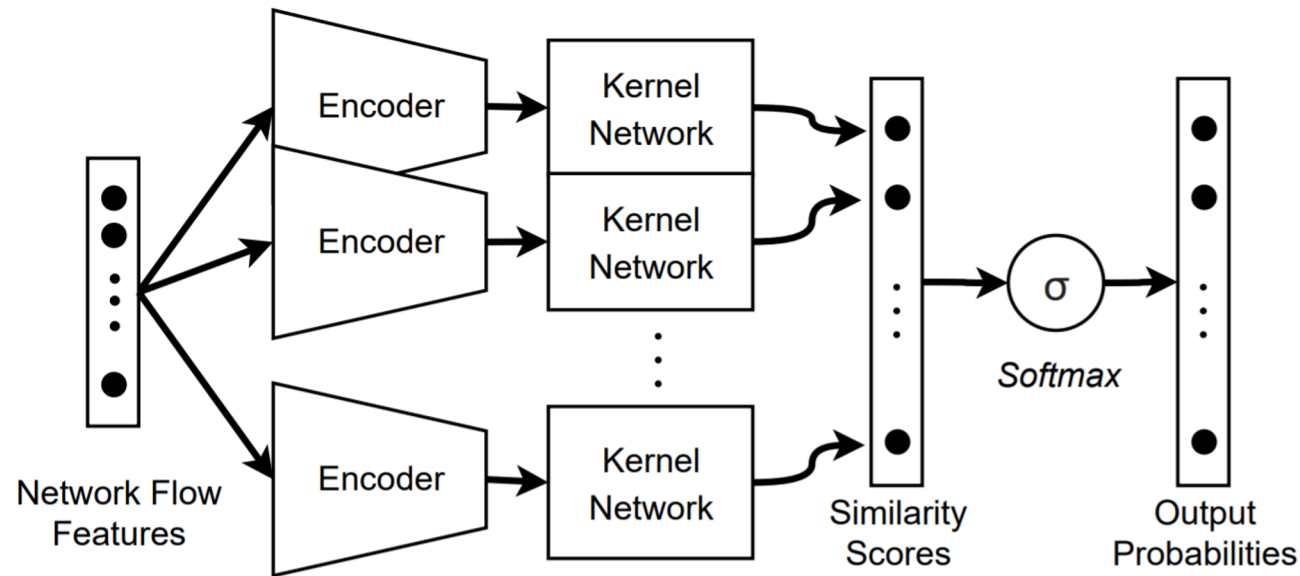 Encoder
Kernel
Network
Encoder
Kernel
Network
Encoder
Kernel
Network
σ
Softmax
Network Flow
Features
Similarity
Scores
Output
Probabilities